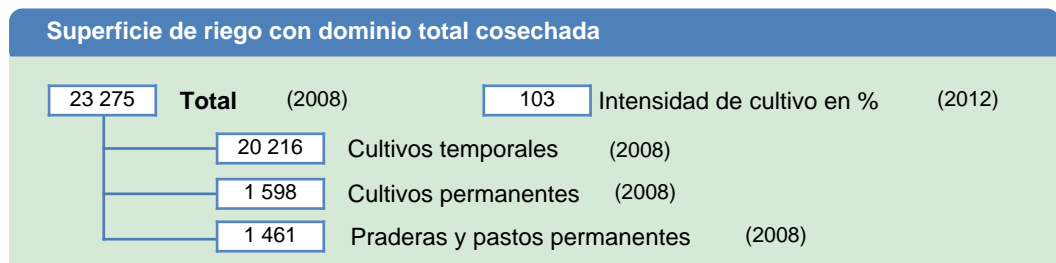 Superficie de riego con dominio total cosechada
23 275 Total (2008) 103 Intensidad de cultivo en % (2012)
20 216 Cultivos temporales (2008)
1 598 Cultivos permanentes (2008)
1 461 Praderas y pastos permanentes (2008)